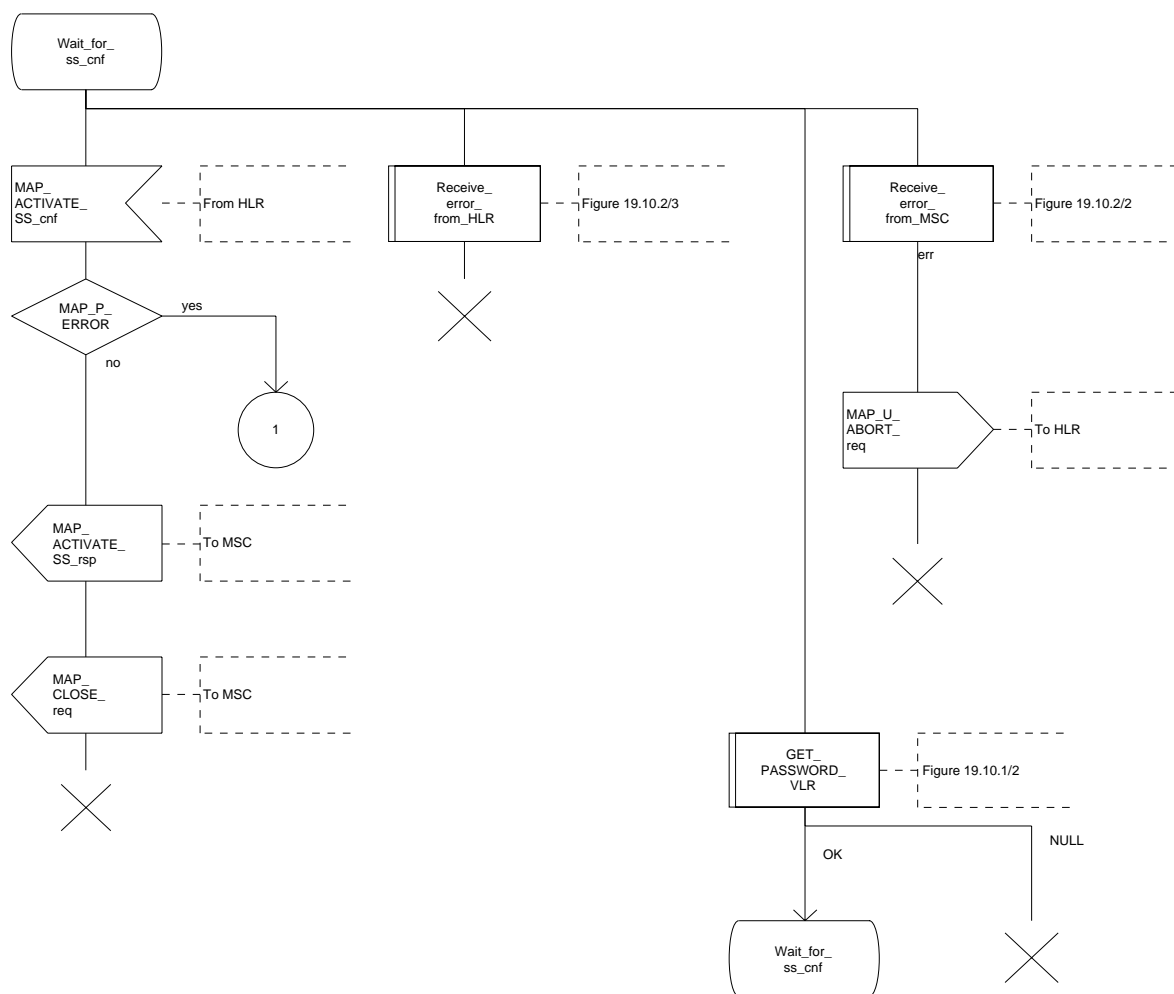 Wait_for_
ss_cnf
MAP_
ACTIVATE_
SS_cnf
From HLR
Receive_
error_
from_HLR
Figure 19.10.2/3
Receive_
error_
from_MSC
Figure 19.10.2/2
err
MAP_P_
ERROR
yes
no
1
MAP_U_
ABORT_
req
To HLR
MAP_
ACTIVATE_
SS_rsp
To MSC
MAP_
CLOSE_
req
To MSC
GET_
PASSWORD_
VLR
Figure 19.10.1/2
OK
NULL
Wait_for_
ss_cnf